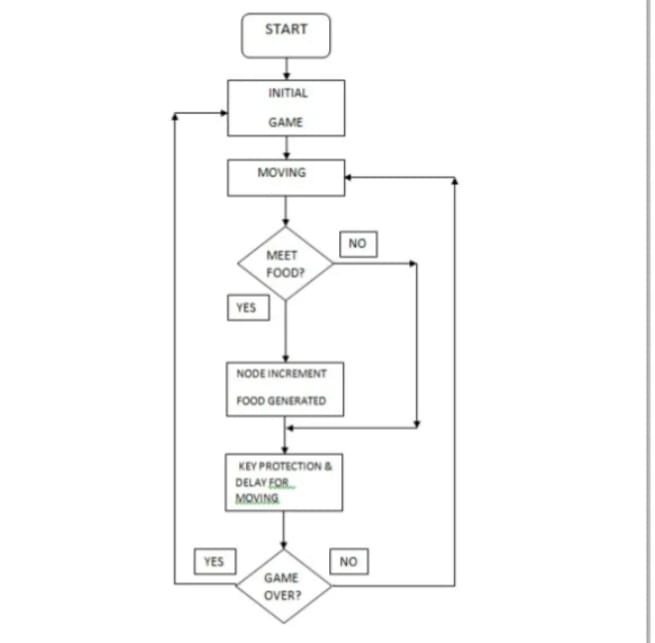 START
INITIAL
GAME
MOVING
NO
MEET
FOOD?
YES
NODE INCREMENT
FOOD GENERATED
KEY PROTECTION &
DELAY FOR
MOVING
YES
NO
GAME
OVER?